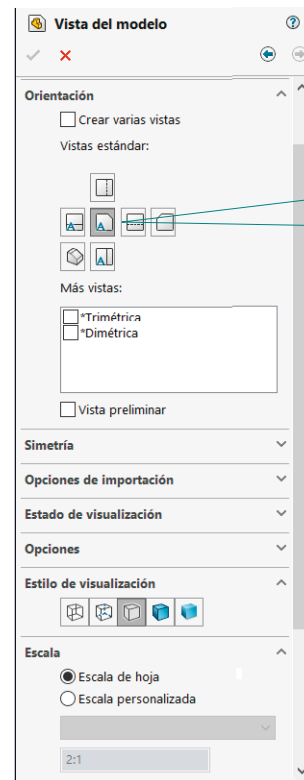 Vista del modelo
Orientación
Crear varias vistas
Vistas estándar:
Más vistas:
*Trimétrica
*Dimétrica
Vista preliminar
Simetría
Opciones de importación
Estado de visualización
Opciones
Estilo de visualización
Escala
Escala de hoja
Escala personalizada
2:1